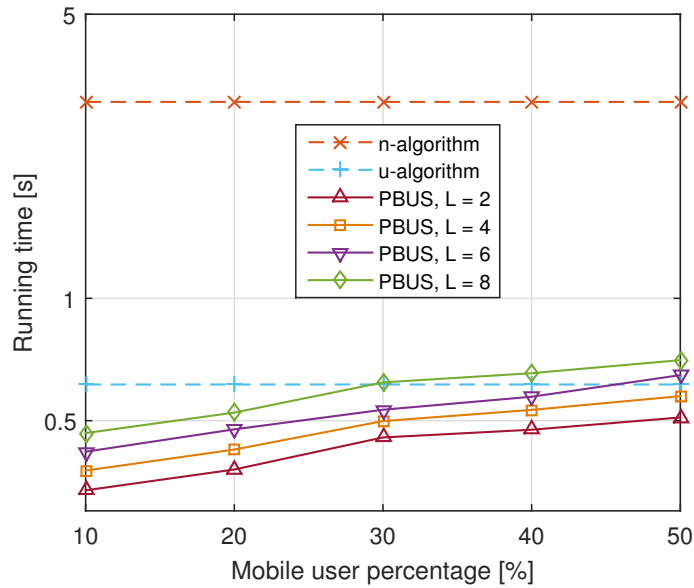 5
1
0.5
Running time [s]
n-algorithm
u-algorithm
PBUS, L = 2
PBUS, L = 4
PBUS, L = 6
PBUS, L = 8
10 20 30 40 50
Mobile user percentage [%]